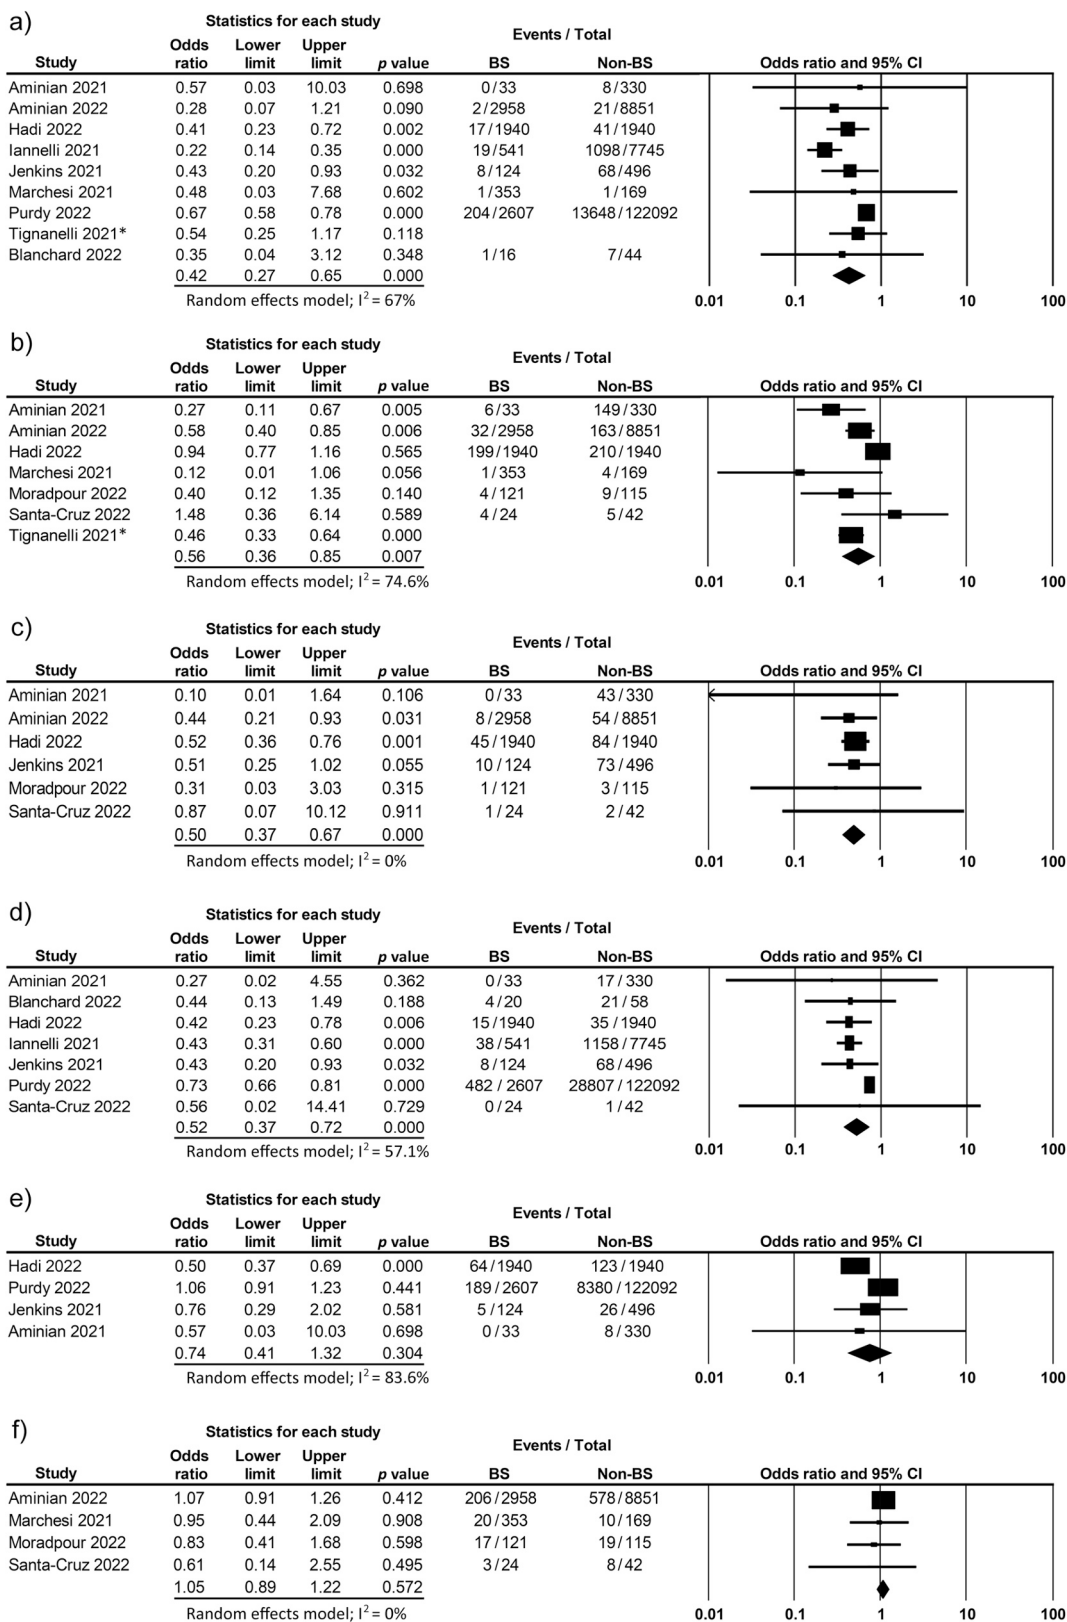 a)
Statistics for each study
Events / Total
Odds ratio Lower limit Upper limit
Study p value BS Non-BS Odds ratio and 95% CI
Aminian 2021 0.57 0.03 10.03 0.698 0/33 8/330
Aminian 2022 0.28 0.07 1.21 0.090 2/2958 21/8851
Hadi 2022 0.41 0.23 0.72 0.002 17/1940 41/1940
Iannelli 2021 0.22 0.14 0.35 0.000 19/541 1098/7745
Jenkins 2021 0.43 0.20 0.93 0.032 8/124 68/496
Marchesi 2021 0.48 0.03 7.68 0.602 1/353 1/169
Purdy 2022 0.67 0.58 0.78 0.000 204/2607 13648/122092
Tignanelli 2021* 0.54 0.25 1.17 0.118
Blanchard 2022 0.35 0.04 3.12 0.348 1/16 7/44
0.42 0.27 0.65 0.000
Random effects model; I² = 67%
0.01 0.1 1 10 100
b)
Statistics for each study
Events / Total
Odds ratio Lower limit Upper limit
Study p value BS Non-BS Odds ratio and 95% CI
Aminian 2021 0.27 0.11 0.67 0.005 6/33 149/330
Aminian 2022 0.58 0.40 0.85 0.006 32/2958 163/8851
Hadi 2022 0.94 0.77 1.16 0.565 199/1940 210/1940
Marchesi 2021 0.12 0.01 1.06 0.056 1/353 4/169
Moradpour 2022 0.40 0.12 1.35 0.140 4/121 9/115
Santa-Cruz 2022 1.48 0.36 6.14 0.589 4/24 5/42
Tignanelli 2021* 0.46 0.33 0.64 0.000
0.56 0.36 0.85 0.007
Random effects model; I² = 74.6%
0.01 0.1 1 10 100
c)
Statistics for each study
Events / Total
Odds ratio Lower limit Upper limit
Study p value BS Non-BS Odds ratio and 95% CI
Aminian 2021 0.10 0.01 1.64 0.106 0/33 43/330
Aminian 2022 0.44 0.21 0.93 0.031 8/2958 54/8851
Hadi 2022 0.52 0.36 0.76 0.001 45/1940 84/1940
Jenkins 2021 0.51 0.25 1.02 0.055 10/124 73/496
Moradpour 2022 0.31 0.03 3.03 0.315 1/121 3/115
Santa-Cruz 2022 0.87 0.07 10.12 0.911 1/24 2/42
0.50 0.37 0.67 0.000
Random effects model; I² = 0%
0.01 0.1 1 10 100
d)
Statistics for each study
Events / Total
Odds ratio Lower limit Upper limit
Study p value BS Non-BS Odds ratio and 95% CI
Aminian 2021 0.27 0.02 4.55 0.362 0/33 17/330
Blanchard 2022 0.44 0.13 1.49 0.188 4/20 21/58
Hadi 2022 0.42 0.23 0.78 0.006 15/1940 35/1940
Iannelli 2021 0.43 0.31 0.60 0.000 38/541 1158/7745
Jenkins 2021 0.43 0.20 0.93 0.032 8/124 68/496
Purdy 2022 0.73 0.66 0.81 0.000 482/2607 28807/122092
Santa-Cruz 2022 0.56 0.02 14.41 0.729 0/24 1/42
0.52 0.37 0.72 0.000
Random effects model; I² = 57.1%
0.01 0.1 1 10 100
e)
Statistics for each study
Events / Total
Odds ratio Lower limit Upper limit
Study p value BS Non-BS Odds ratio and 95% CI
Hadi 2022 0.50 0.37 0.69 0.000 64/1940 123/1940
Purdy 2022 1.06 0.91 1.23 0.441 189/2607 8380/122092
Jenkins 2021 0.76 0.29 2.02 0.581 5/124 26/496
Aminian 2021 0.57 0.03 10.03 0.698 0/33 8/330
0.74 0.41 1.32 0.304
Random effects model; I² = 83.6%
0.01 0.1 1 10 100
f)
Statistics for each study
Events / Total
Odds ratio Lower limit Upper limit
Study p value BS Non-BS Odds ratio and 95% CI
Aminian 2022 1.07 0.91 1.26 0.412 206/2958 578/8851
Marchesi 2021 0.95 0.44 2.09 0.908 20/353 10/169
Moradpour 2022 0.83 0.41 1.68 0.598 17/121 19/115
Santa-Cruz 2022 0.61 0.14 2.55 0.495 3/24 8/42
1.05 0.89 1.22 0.572
Random effects model; I² = 0%
0.01 0.1 1 10 100